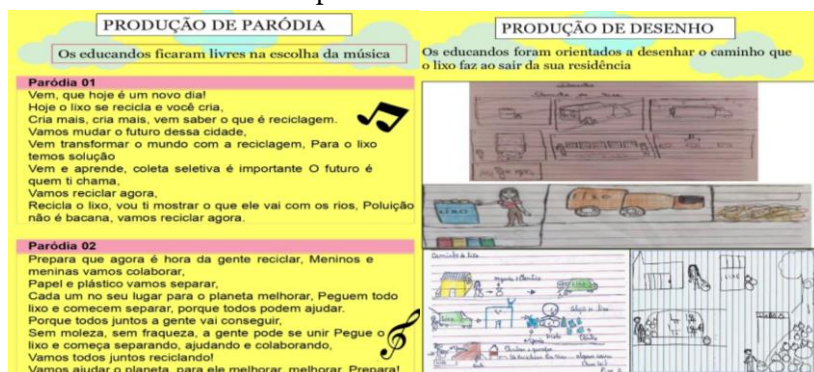 PRODUÇÃO DE PARÓDIA
Os educandos ficaram livres na escolha da música
Paródia 01
Vem, que hoje é um novo dia!
Hoje o lixo se recicla e você cria,
Cria mais, cria mais, vem saber o que é reciclagem.
Vamos mudar o futuro dessa cidade,
Vem transformar o mundo com a reciclagem, Para o lixo
temos solução
Vem e aprende, coleta seletiva é importante O futuro é
quem ti chama,
Vamos reciclar agora,
Recicla o lixo, vou ti mostrar o que ele vai com os rios, Poluição
não é bacana, vamos reciclar agora.
Paródia 02
Prepara que agora é hora da gente reciclar, Meninos e
meninas vamos colaborar,
Papel e plástico vamos separar,
Cada um no seu lugar para o planeta melhorar, Peguem todo
lixo e comecem separar, porque todos podem ajudar.
Porque todos juntos a gente vai conseguir,
Sem moleza, sem fraqueza, a gente pode se unir Pegue o
lixo e começa separando, ajudando e colaborando,
Vamos todos juntos reciclando!
Vamos ajudar o planeta, para ele melhorar, melhorar. Prepara!
PRODUÇÃO DE DESENHO
Os educandos foram orientados a desenhar o caminho que
o lixo faz ao sair da sua residência
LIXO
LIXO